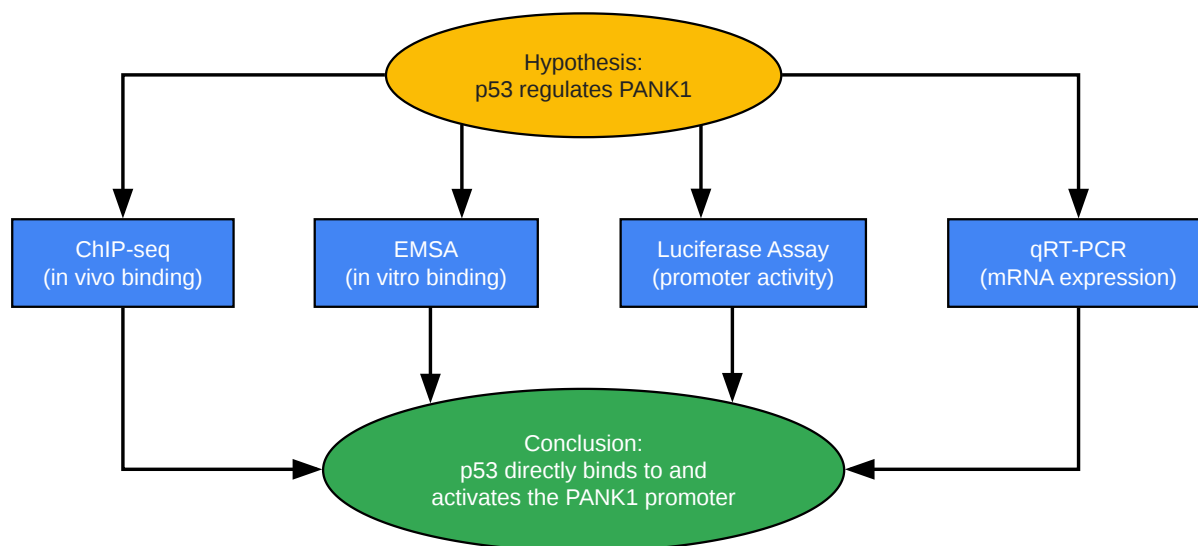 Hypothesis:
p53 regulates PANK1
ChIP-seq
(in vivo binding)
EMSA
(in vitro binding)
Luciferase Assay
(promoter activity)
qRT-PCR
(mRNA expression)
Conclusion:
p53 directly binds to and
activates the PANK1 promoter